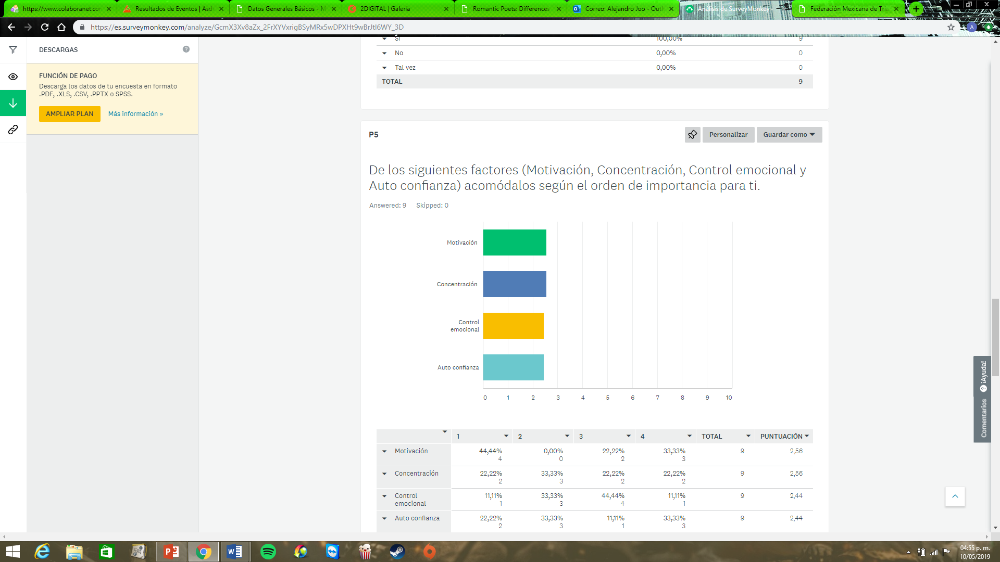 https://www.colaboranet.com
Resultados de Eventos | Asd
Datos Generales Básicos - M
2DIGITAL | Galería
Romantic Poets: Differences
Correo: Alejandro Joo - Outl
Análisis de SurveyMonkey
Federación Mexicana de Tria
https://es.surveymonkey.com/analyze/GcmX3Xv8aZx_2FrXYVxrigBSyMRx5wDPXHt9wBrJtI6WY_3D
A
DESCARGAS
FUNCIÓN DE PAGO
Descarga los datos de tu encuesta en formato
.PDF, .XLS, .CSV, .PPTX o SPSS.
AMPLIAR PLAN Más información »
Sí 100,00% 9
No 0,00% 0
Tal vez 0,00% 0
TOTAL 9
P5
Personalizar
Guardar como
De los siguientes factores (Motivación, Concentración, Control emocional y
Auto confianza) acomódalos según el orden de importancia para ti.
Answered: 9 Skipped: 0
Motivación
Concentración
Control
emocional
Auto confianza
0 1 2 3 4 5 6 7 8 9 10
1 2 3 4 TOTAL PUNTUACIÓN
Motivación 44,44% 0,00% 22,22% 33,33% 9 2,56
4 0 2 3
Concentración 22,22% 33,33% 22,22% 22,22% 9 2,56
2 3 2 2
Control 11,11% 33,33% 44,44% 11,11% 9 2,44
emocional 1 3 4 1
Auto confianza 22,22% 33,33% 11,11% 33,33% 9 2,44
2 3 1 3
¡Ayuda!
Comentarios
04:55 p. m.
10/05/2019